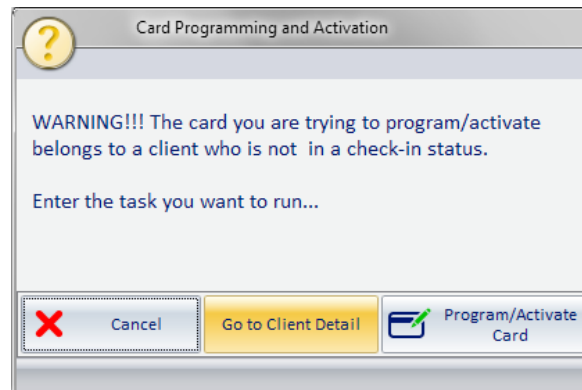 Card Programming and Activation
WARNING!!! The card you are trying to program/activate
belongs to a client who is not in a check-in status.
Enter the task you want to run...
Cancel
Go to Client Detail
Program/Activate
Card